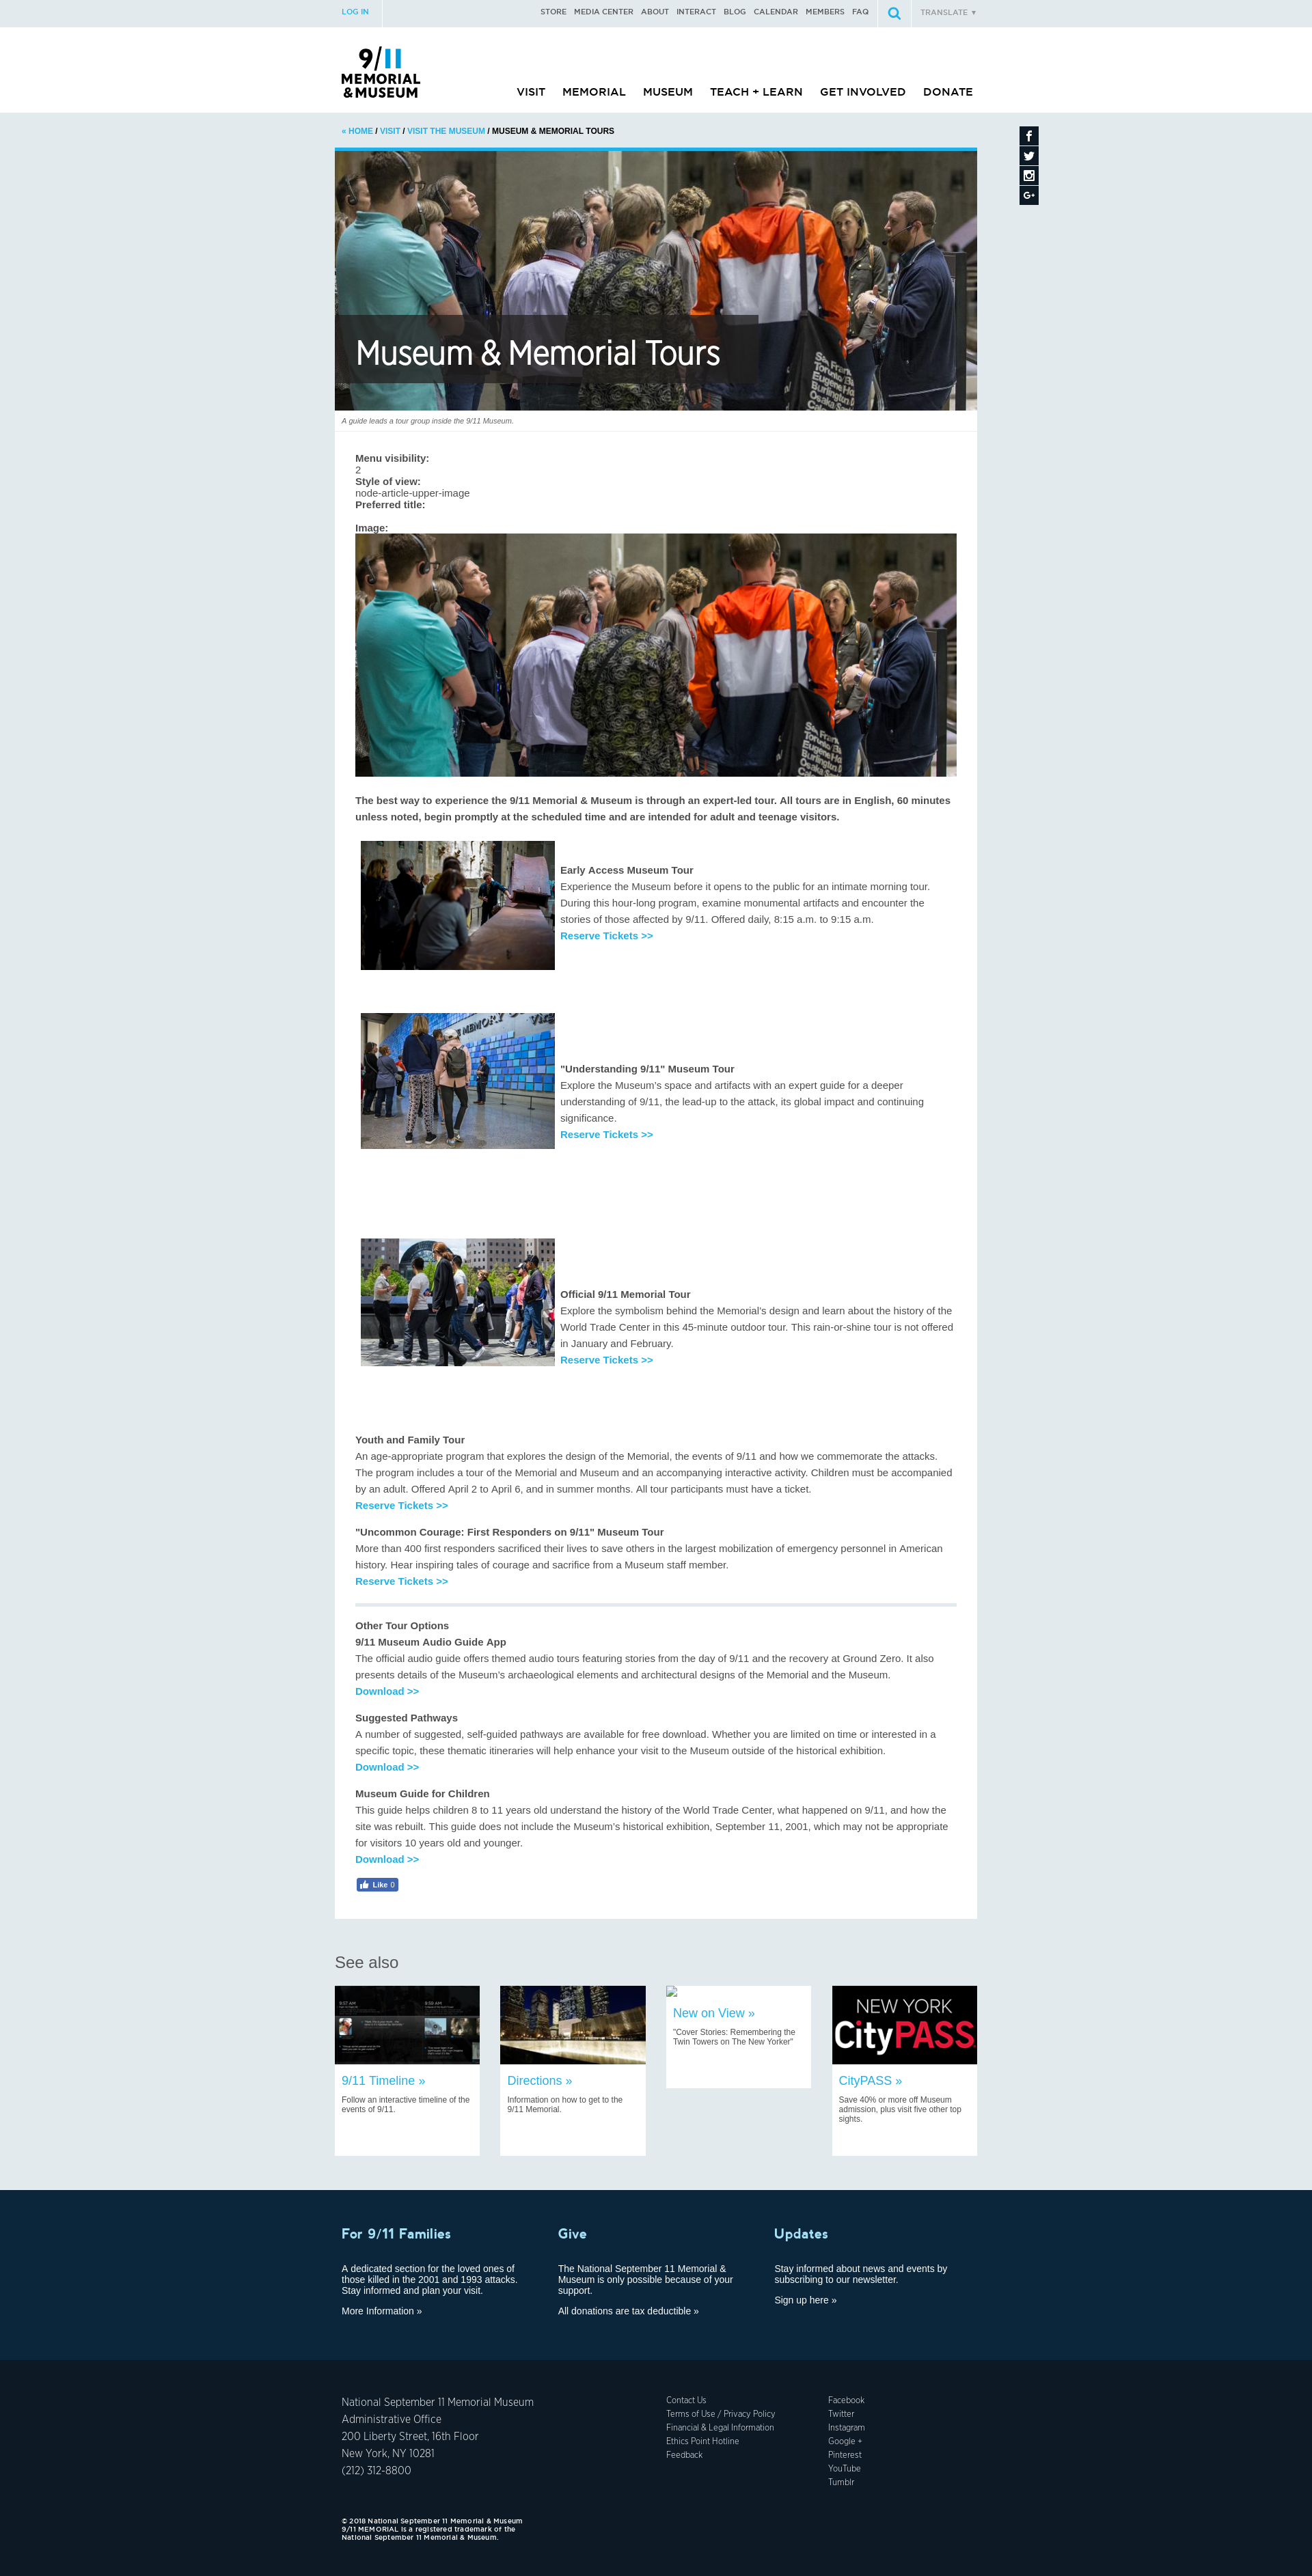 LOG IN
STORE MEDIA CENTER ABOUT INTERACT BLOG CALENDAR MEMBERS FAQ
TRANSLATE ▼
9/11
MEMORIAL
&MUSEUM
VISIT MEMORIAL MUSEUM TEACH + LEARN GET INVOLVED DONATE
« HOME / VISIT / VISIT THE MUSEUM / MUSEUM & MEMORIAL TOURS
Museum & Memorial Tours
A guide leads a tour group inside the 9/11 Museum.
Menu visibility:
2
Style of view:
node-article-upper-image
Preferred title:
Image:
The best way to experience the 9/11 Memorial & Museum is through an expert-led tour. All tours are in English, 60 minutes
unless noted, begin promptly at the scheduled time and are intended for adult and teenage visitors.
Early Access Museum Tour
Experience the Museum before it opens to the public for an intimate morning tour.
During this hour-long program, examine monumental artifacts and encounter the
stories of those affected by 9/11. Offered daily, 8:15 a.m. to 9:15 a.m.
Reserve Tickets >>
"Understanding 9/11" Museum Tour
Explore the Museum's space and artifacts with an expert guide for a deeper
understanding of 9/11, the lead-up to the attack, its global impact and continuing
significance.
Reserve Tickets >>
Official 9/11 Memorial Tour
Explore the symbolism behind the Memorial's design and learn about the history of the
World Trade Center in this 45-minute outdoor tour. This rain-or-shine tour is not offered
in January and February.
Reserve Tickets >>
Youth and Family Tour
An age-appropriate program that explores the design of the Memorial, the events of 9/11 and how we commemorate the attacks.
The program includes a tour of the Memorial and Museum and an accompanying interactive activity. Children must be accompanied
by an adult. Offered April 2 to April 6, and in summer months. All tour participants must have a ticket.
Reserve Tickets >>
"Uncommon Courage: First Responders on 9/11" Museum Tour
More than 400 first responders sacrificed their lives to save others in the largest mobilization of emergency personnel in American
history. Hear inspiring tales of courage and sacrifice from a Museum staff member.
Reserve Tickets >>
Other Tour Options
9/11 Museum Audio Guide App
The official audio guide offers themed audio tours featuring stories from the day of 9/11 and the recovery at Ground Zero. It also
presents details of the Museum's archaeological elements and architectural designs of the Memorial and the Museum.
Download >>
Suggested Pathways
A number of suggested, self-guided pathways are available for free download. Whether you are limited on time or interested in a
specific topic, these thematic itineraries will help enhance your visit to the Museum outside of the historical exhibition.
Download >>
Museum Guide for Children
This guide helps children 8 to 11 years old understand the history of the World Trade Center, what happened on 9/11, and how the
site was rebuilt. This guide does not include the Museum's historical exhibition, September 11, 2001, which may not be appropriate
for visitors 10 years old and younger.
Download >>
Like 0
See also
NEW YORK
CityPASS
9/11 Timeline »
Follow an interactive timeline of the
events of 9/11.
Directions »
Information on how to get to the
9/11 Memorial.
New on View »
"Cover Stories: Remembering the
Twin Towers on The New Yorker"
CityPASS »
Save 40% or more off Museum
admission, plus visit five other top
sights.
For 9/11 Families
A dedicated section for the loved ones of
those killed in the 2001 and 1993 attacks.
Stay informed and plan your visit.
More Information »
Give
The National September 11 Memorial &
Museum is only possible because of your
support.
All donations are tax deductible »
Updates
Stay informed about news and events by
subscribing to our newsletter.
Sign up here »
National September 11 Memorial Museum
Administrative Office
200 Liberty Street, 16th Floor
New York, NY 10281
(212) 312-8800
Contact Us
Terms of Use / Privacy Policy
Financial & Legal Information
Ethics Point Hotline
Feedback
Facebook
Twitter
Instagram
Google +
Pinterest
YouTube
Tumblr
© 2018 National September 11 Memorial & Museum
9/11 MEMORIAL is a registered trademark of the
National September 11 Memorial & Museum.